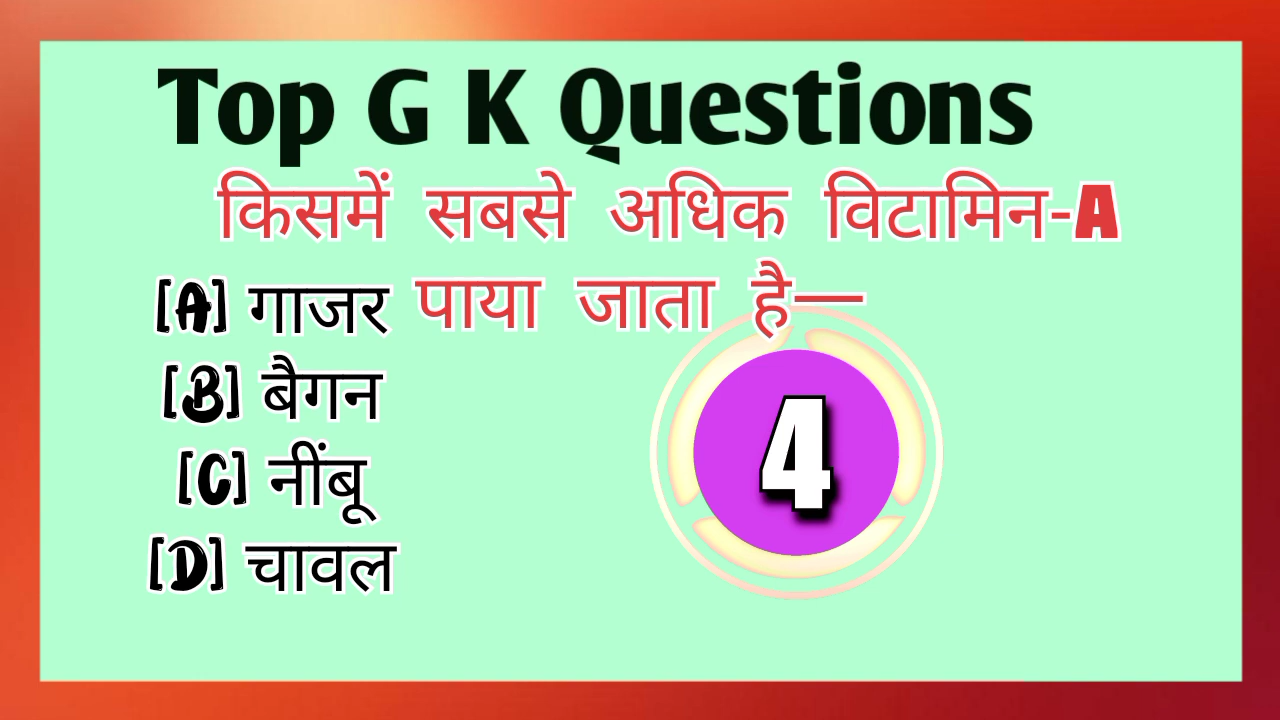 Top G K Questions
किसमें सबसे अधिक विटामिन-A
पाया जाता है—
[A] गाजर
[B] बैगन
[C] नींबू
[D] चावल
4